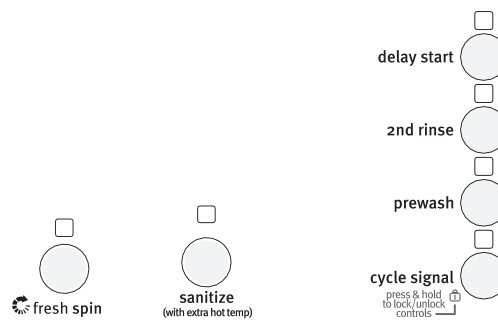 delay start
2nd rinse
prewash
cycle signal
press & hold
to lock/unlock
controls
fresh spin
sanitize
(with extra hot temp)